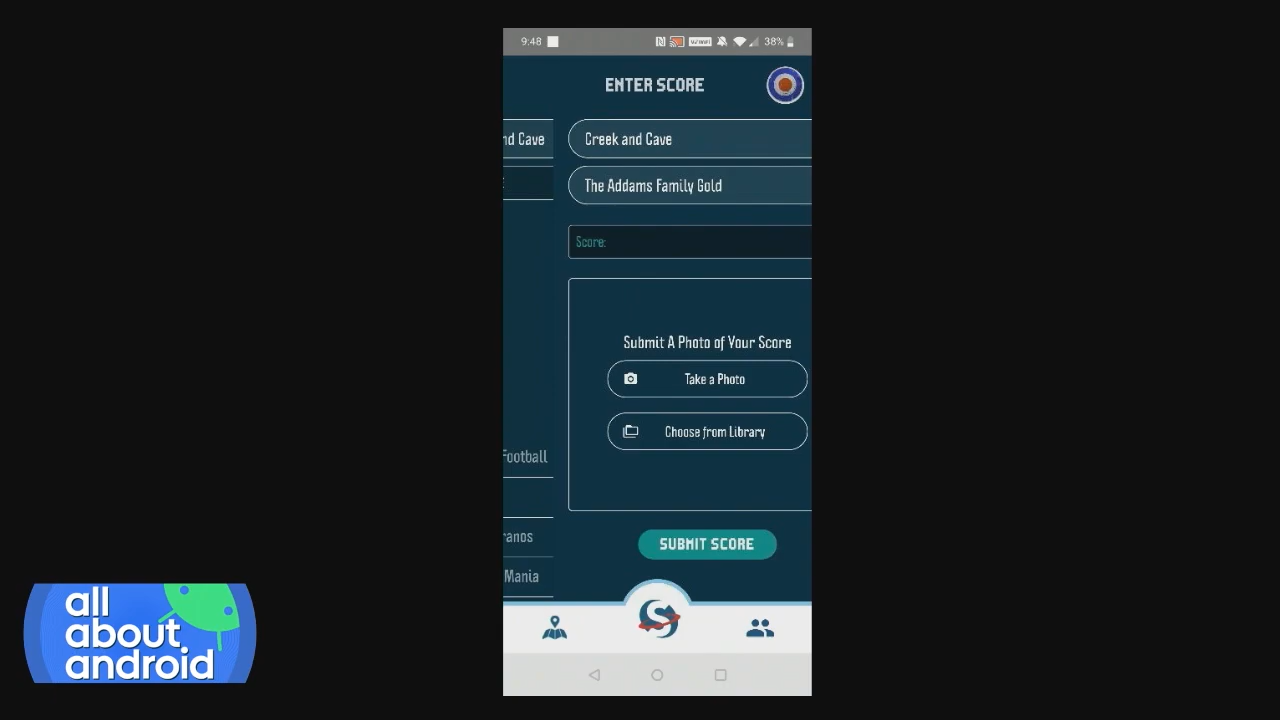 9:48
VoWiFi
38%
ENTER SCORE
nd Cave
Creek and Cave
The Addams Family Gold
Score:
Submit A Photo of Your Score
Take a Photo
Choose from Library
Football
ranos
SUBMIT SCORE
Mania
all
about
android